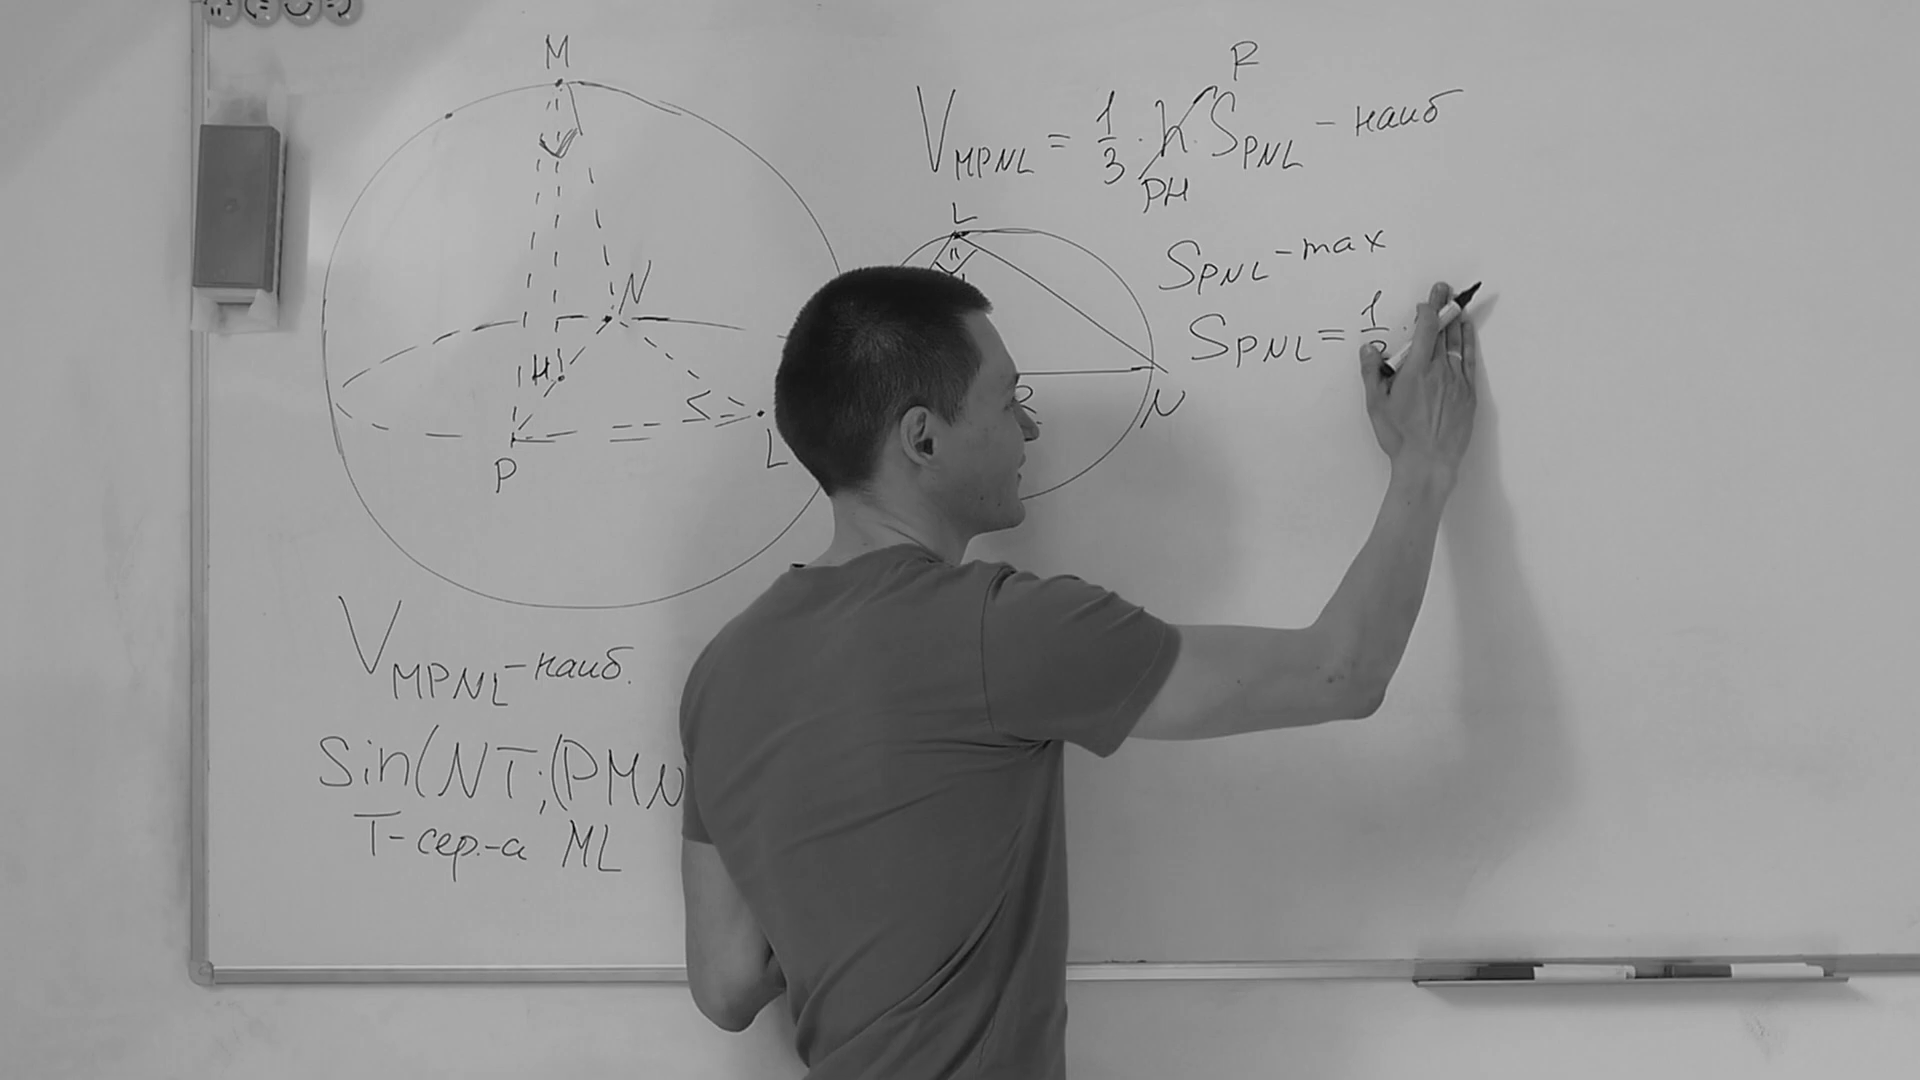 M
N
H
P
L
V_MPNL - наиб.
Sin(NT;(PMN
T-сер.-а ML
R
V_MPNL = 1/3 · h · S_PNL - наиб
PH
L
S_PNL - max
S_PNL = 1/
R
N